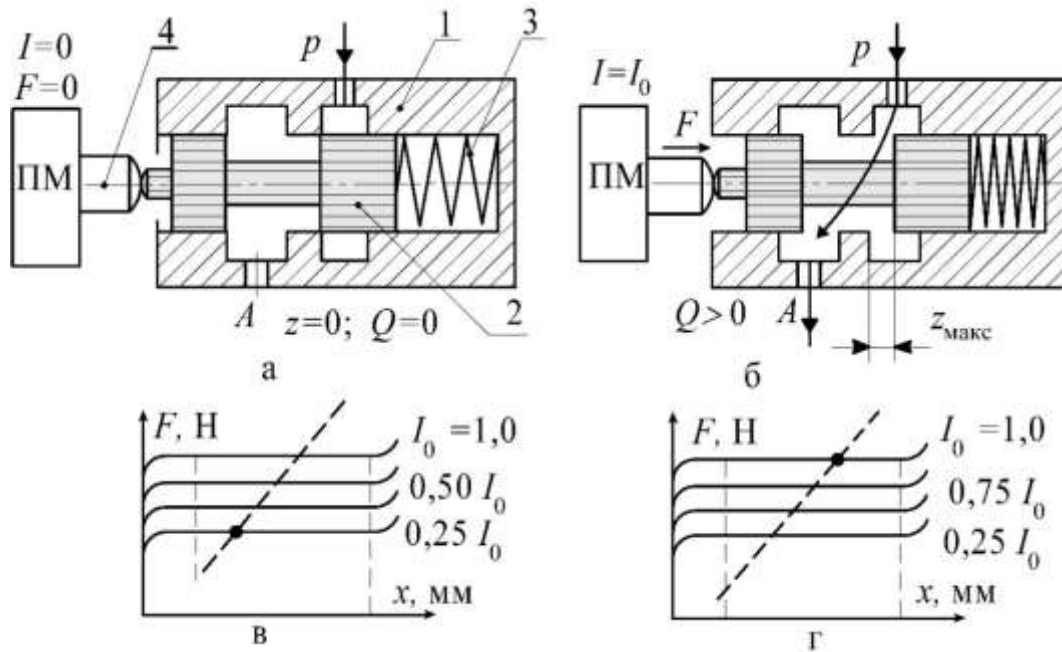 I=0
F=0
4
p
1
3
ПМ
A
z=0; Q=0
2
а
I=I₀
F
p
ПМ
Q>0
A
zмакс
б
F, Н
I₀ =1,0
0,50 I₀
0,25 I₀
x, мм
в
F, Н
I₀ =1,0
0,75 I₀
0,25 I₀
x, мм
г